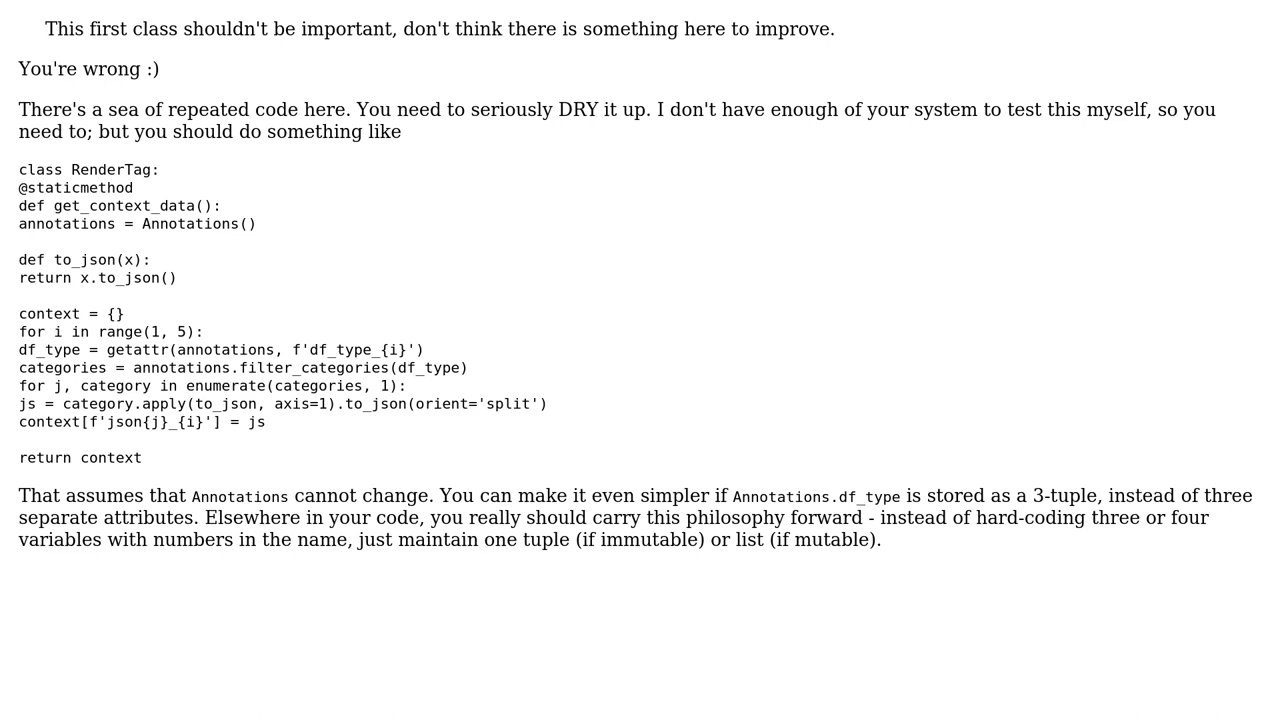 This first class shouldn't be important, don't think there is something here to improve.
You're wrong :)
There's a sea of repeated code here. You need to seriously DRY it up. I don't have enough of your system to test this myself, so you
need to; but you should do something like
class RenderTag:
@staticmethod
def get_context_data():
annotations = Annotations()
def to_json(x):
return x.to_json()
context = {}
for i in range(1, 5):
df_type = getattr(annotations, f'df_type_{i}')
categories = annotations.filter_categories(df_type)
for j, category in enumerate(categories, 1):
js = category.apply(to_json, axis=1).to_json(orient='split')
context[f'json{j}_{i}'] = js
return context
That assumes that Annotations cannot change. You can make it even simpler if Annotations.df_type is stored as a 3-tuple, instead of three
separate attributes. Elsewhere in your code, you really should carry this philosophy forward - instead of hard-coding three or four
variables with numbers in the name, just maintain one tuple (if immutable) or list (if mutable).